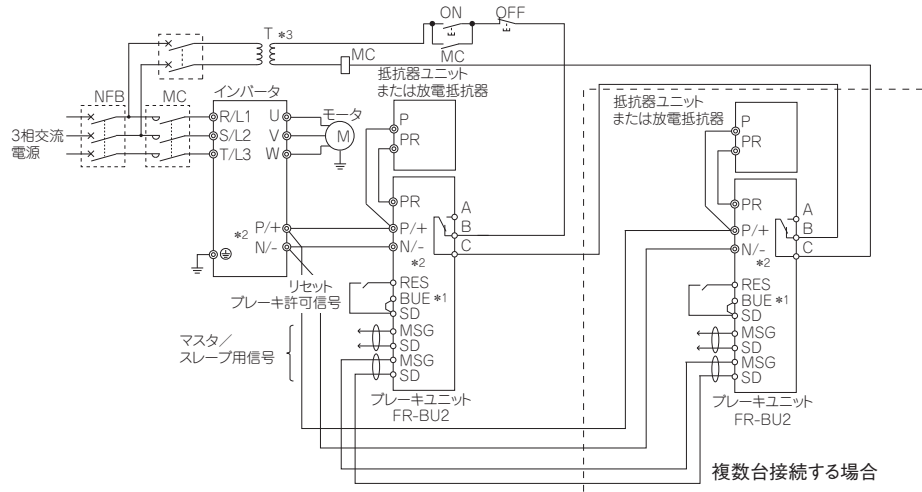 ON
OFF
T *3
MC
MC
抵抗器ユニット
または放電抵抗器
抵抗器ユニット
または放電抵抗器
NFB
MC
インバータ
モータ
3相交流
電源
R/L1
S/L2
T/L3
U
V
W
M
P
PR
P
PR
PR
P/+
N/-
*2
A
B
C
PR
P/+
N/-
*2
A
B
C
*2
P/+
N/-
リセット
ブレーキ許可信号
マスタ/
スレーブ用信号
RES
BUE *1
SD
MSG
SD
MSG
SD
RES
BUE *1
SD
MSG
SD
MSG
SD
ブレーキユニット
FR-BU2
ブレーキユニット
FR-BU2
複数台接続する場合